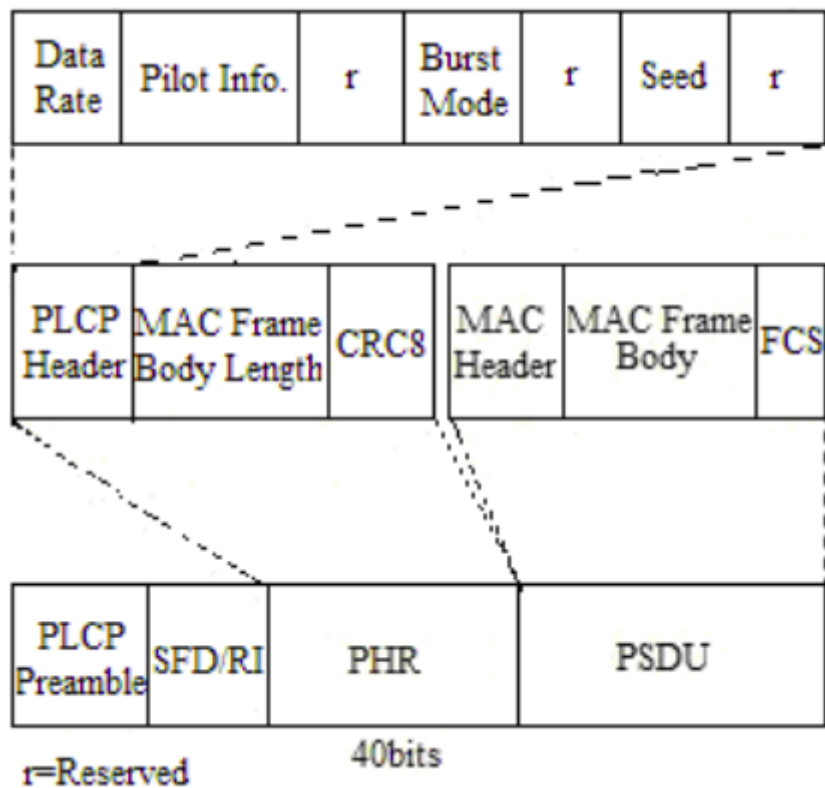 Data
Rate
Pilot Info.
r
Burst
Mode
r
Seed
r
PLCP
Header
MAC Frame
Body Length
CRC8
MAC
Header
MAC Frame
Body
FCS
PLCP
Preamble
SFD/RI
PHR
PSDU
40bits
r=Reserved